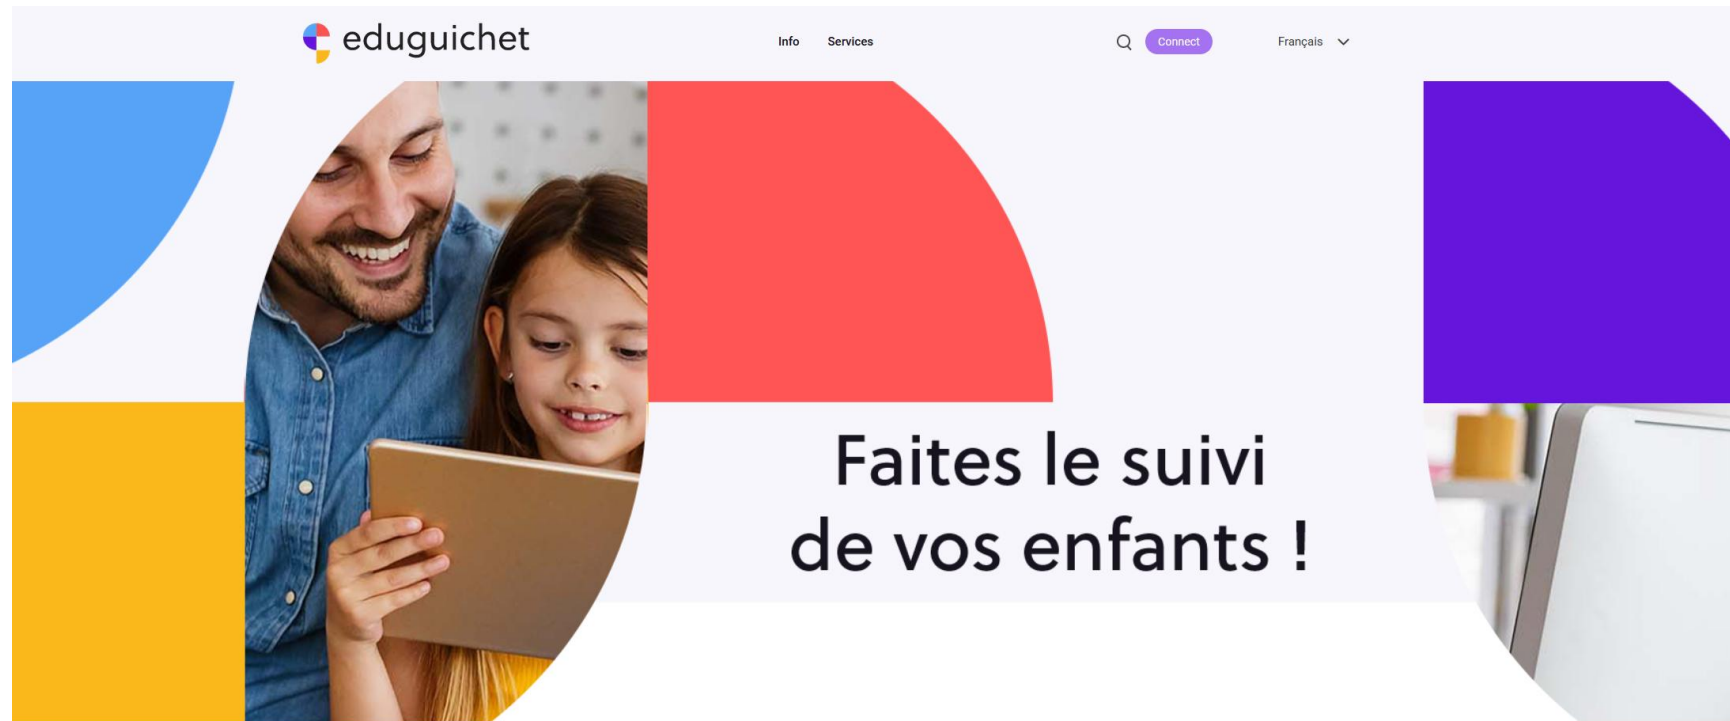 eduguichet
Info Services
Connect
Français
Faites le suivi
de vos enfants !